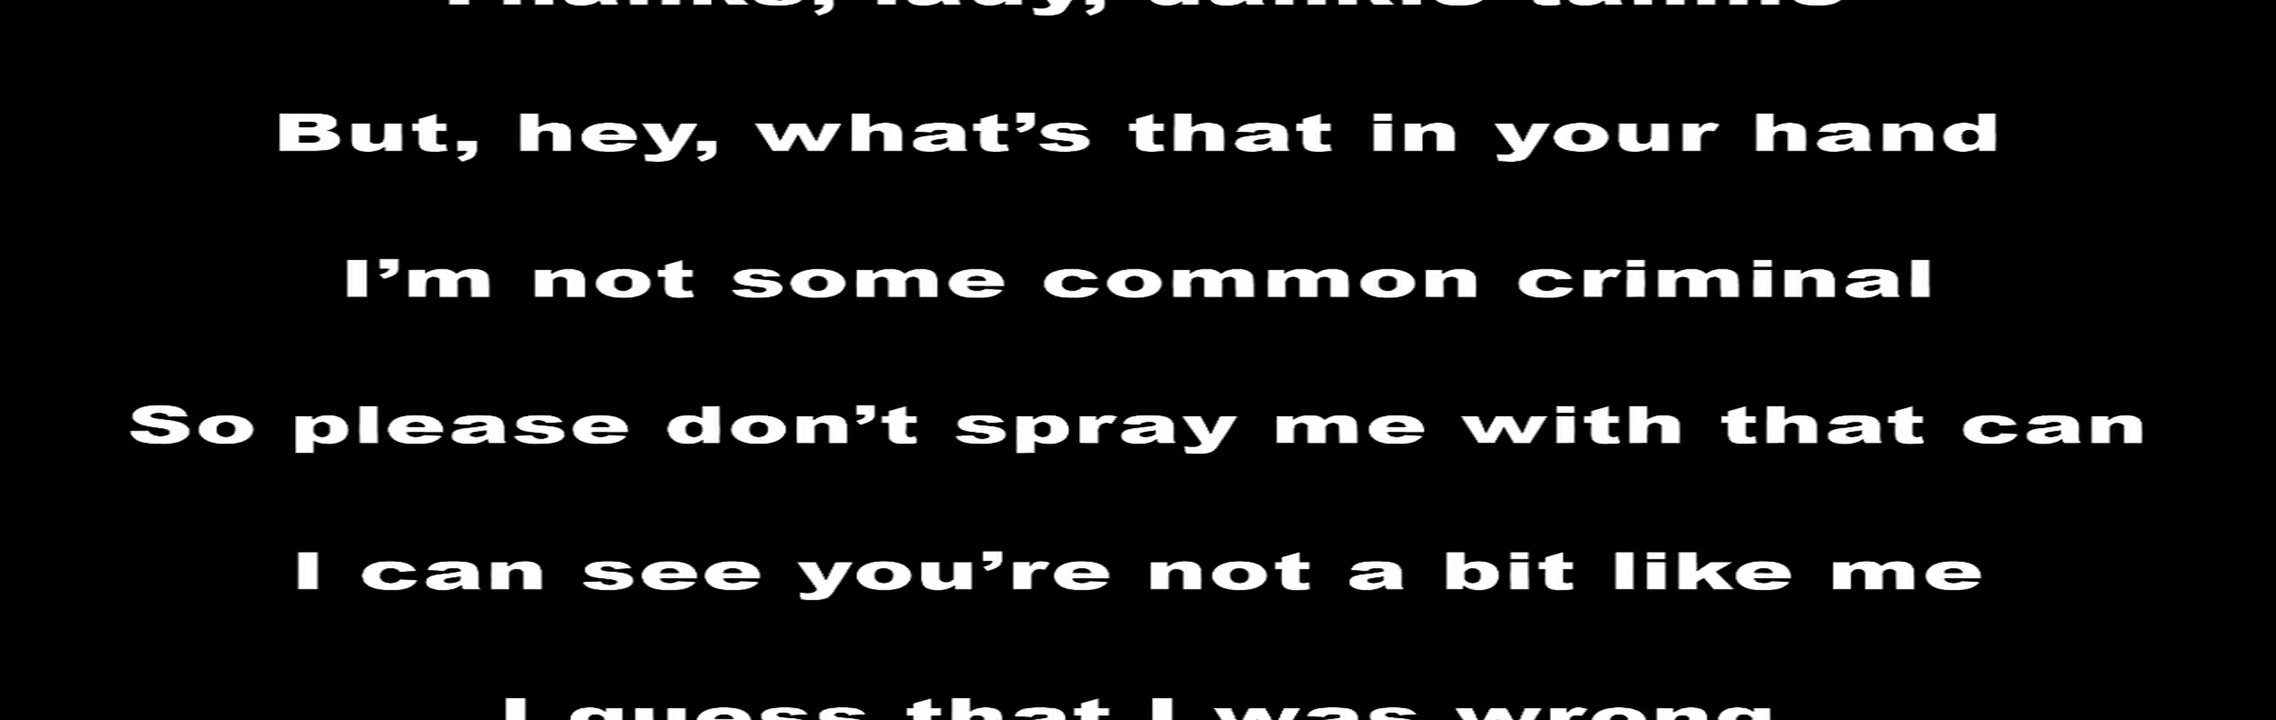 Thanks, lady, dankie tannie
But, hey, what’s that in your hand
I’m not some common criminal
So please don’t spray me with that can
I can see you’re not a bit like me
I guess that I was wrong